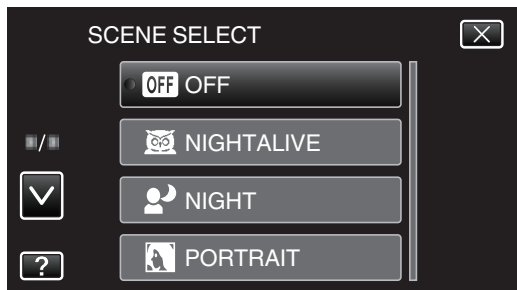 SCENE SELECT
OFF OFF
/
NIGHTALIVE
NIGHT
PORTRAIT
?